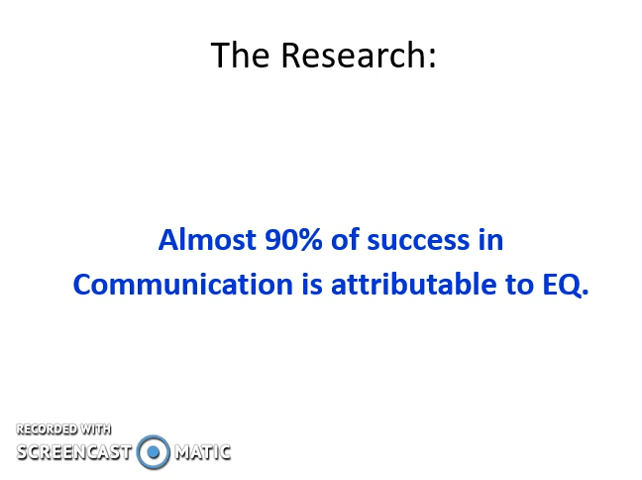 The Research:
Almost 90% of success in
Communication is attributable to EQ.
RECORDED WITH
SCREENCAST MATIC